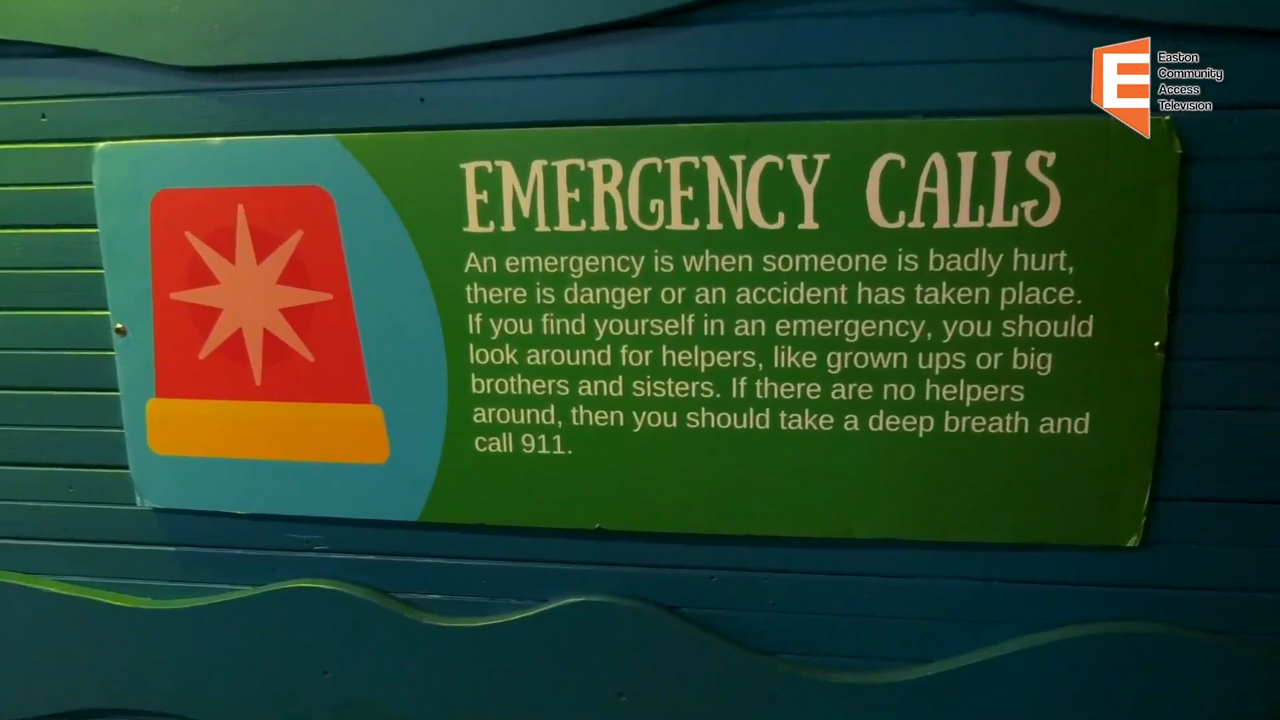 Easton
Community
Access
Television
EMERGENCY CALLS
An emergency is when someone is badly hurt,
there is danger or an accident has taken place.
If you find yourself in an emergency, you should
look around for helpers, like grown ups or big
brothers and sisters. If there are no helpers
around, then you should take a deep breath and
call 911.